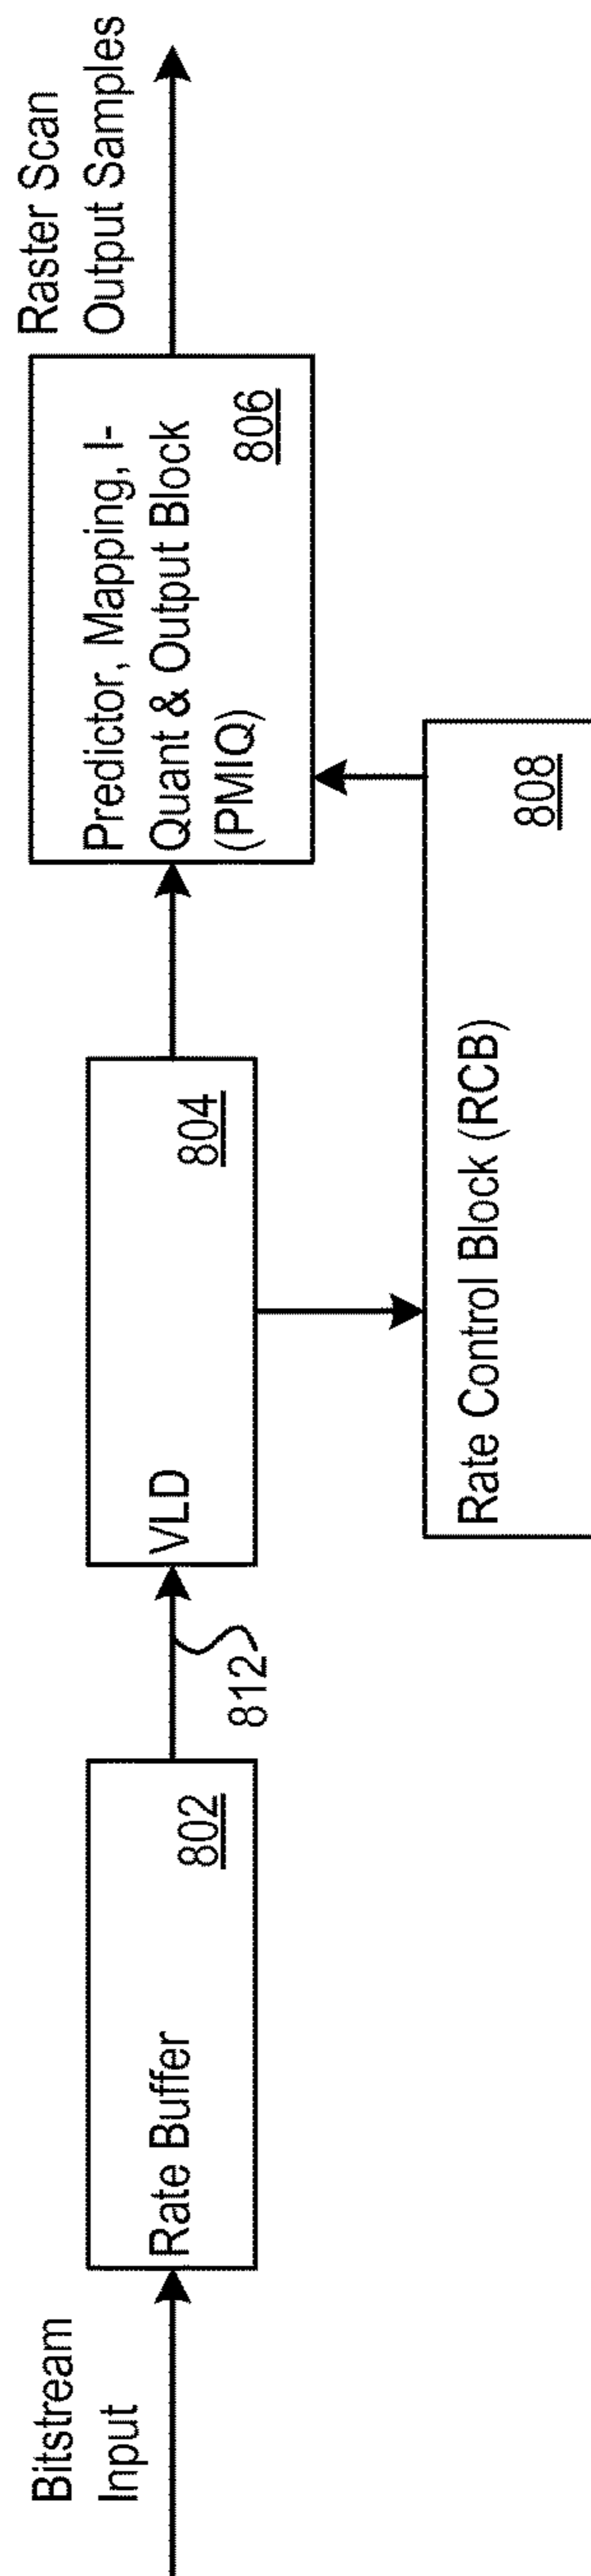 Bitstream
Input
Rate Buffer
802
812
VLD
804
Rate Control Block (RCB)
808
Predictor, Mapping, I-
Quant & Output Block
(PMIQ)
806
Raster Scan
Output Samples